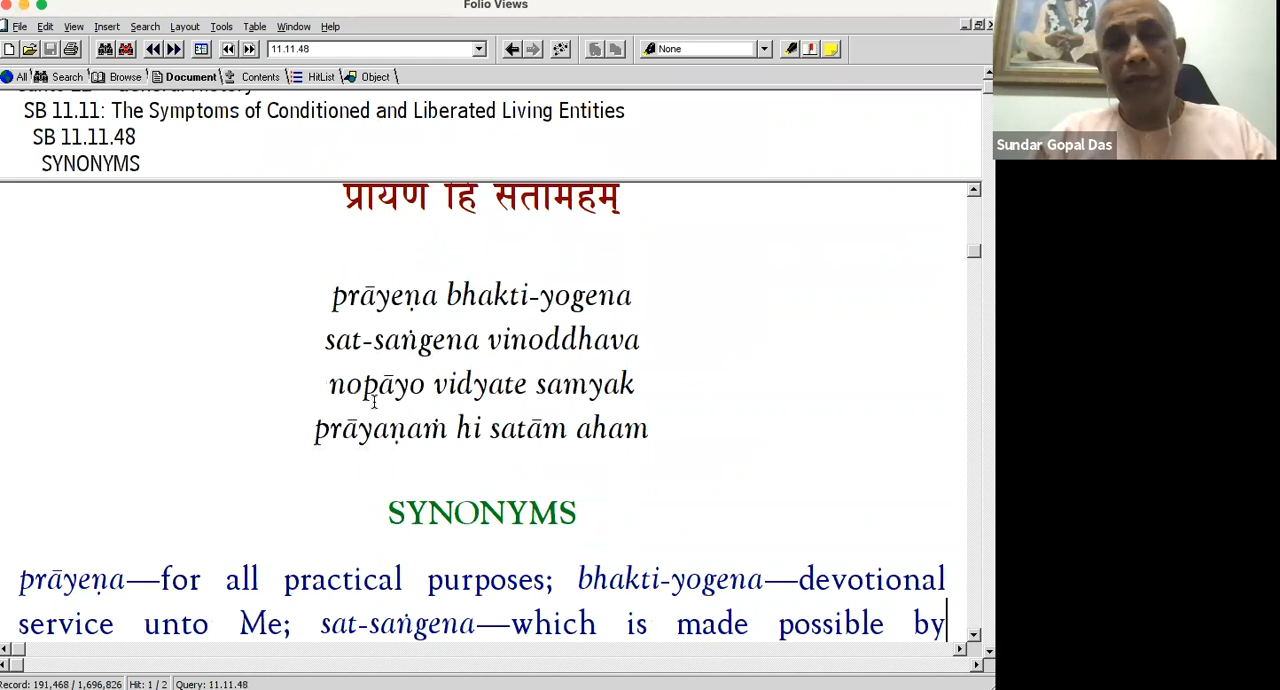 Folio Views
File Edit View Insert Search Layout Tools Table Window Help
11.11.48
None
All Search Browse Document Contents HitList Object
SB 11.11: The Symptoms of Conditioned and Liberated Living Entities
SB 11.11.48
SYNONYMS
Sundar Gopal Das
प्रायणं हि सतामहम्
prāyeṇa bhakti-yogena
sat-saṅgena vinoddhava
nopāyo vidyate samyak
prāyaṇaṁ hi satām aham
SYNONYMS
prāyeṇa—for all practical purposes; bhakti-yogena—devotional
service unto Me; sat-saṅgena—which is made possible by
Record: 191,468 / 1,696,826 Hit: 1 / 2 Query: 11.11.48